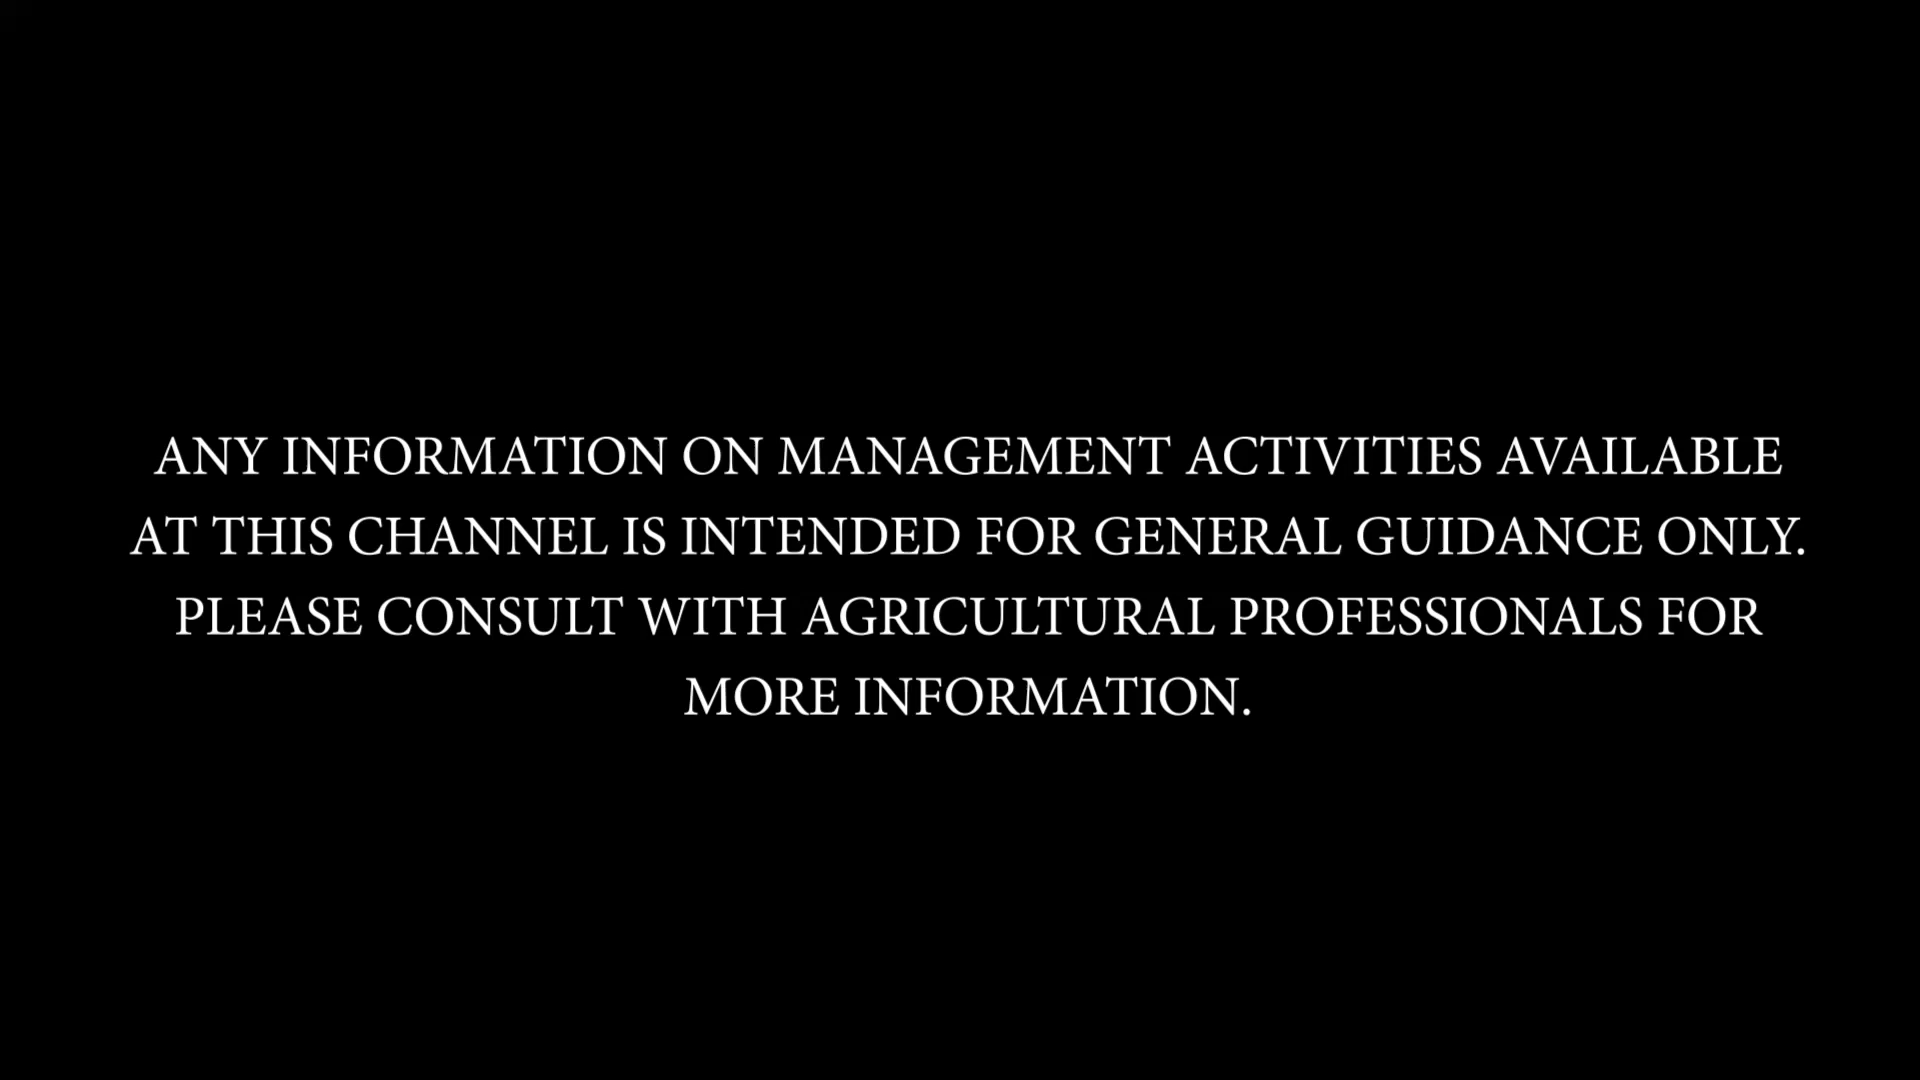 ANY INFORMATION ON MANAGEMENT ACTIVITIES AVAILABLE
AT THIS CHANNEL IS INTENDED FOR GENERAL GUIDANCE ONLY.
PLEASE CONSULT WITH AGRICULTURAL PROFESSIONALS FOR
MORE INFORMATION.